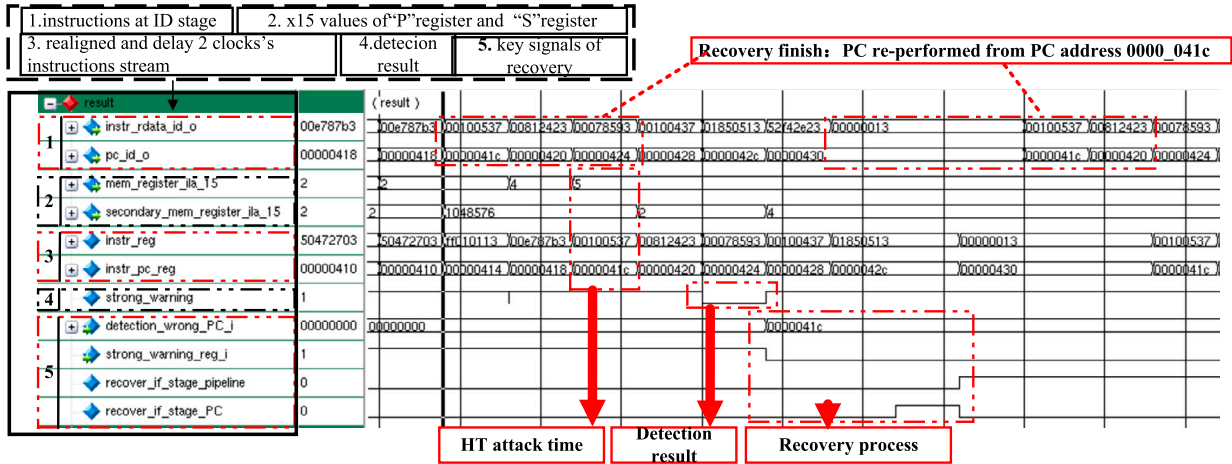 1.instructions at ID stage
2. x15 values of“P”register and “S”register
3. realigned and delay 2 clocks’s
instructions stream
4.detecion
result
5. key signals of
recovery
Recovery finish：PC re-performed from PC address 0000_041c
result
( result )
1
instr_rdata_id_o
00e787b3
00e787b3 00100537 00812423 00078593 00100437 01850513 52f42e23 00000013 00100537 00812423 00078593
pc_id_o
00000418
00000418 0000041c 00000420 00000424 00000428 0000042c 00000430 0000041c 00000420 00000424
2
mem_register_ila_15
2
2 4 5
secondary_mem_register_ila_15
2
2 1048576 2 4
3
instr_reg
50472703
50472703 ff010113 00e787b3 00100537 00812423 00078593 00100437 01850513 00000013 00100537
instr_pc_reg
00000410
00000410 00000414 00000418 0000041c 00000420 00000424 00000428 0000042c 00000430 0000041c
4
strong_warning
1
5
detection_wrong_PC_i
00000000
00000000 0000041c
strong_warning_reg_i
1
recover_if_stage_pipeline
0
recover_if_stage_PC
0
HT attack time
Detection
result
Recovery process